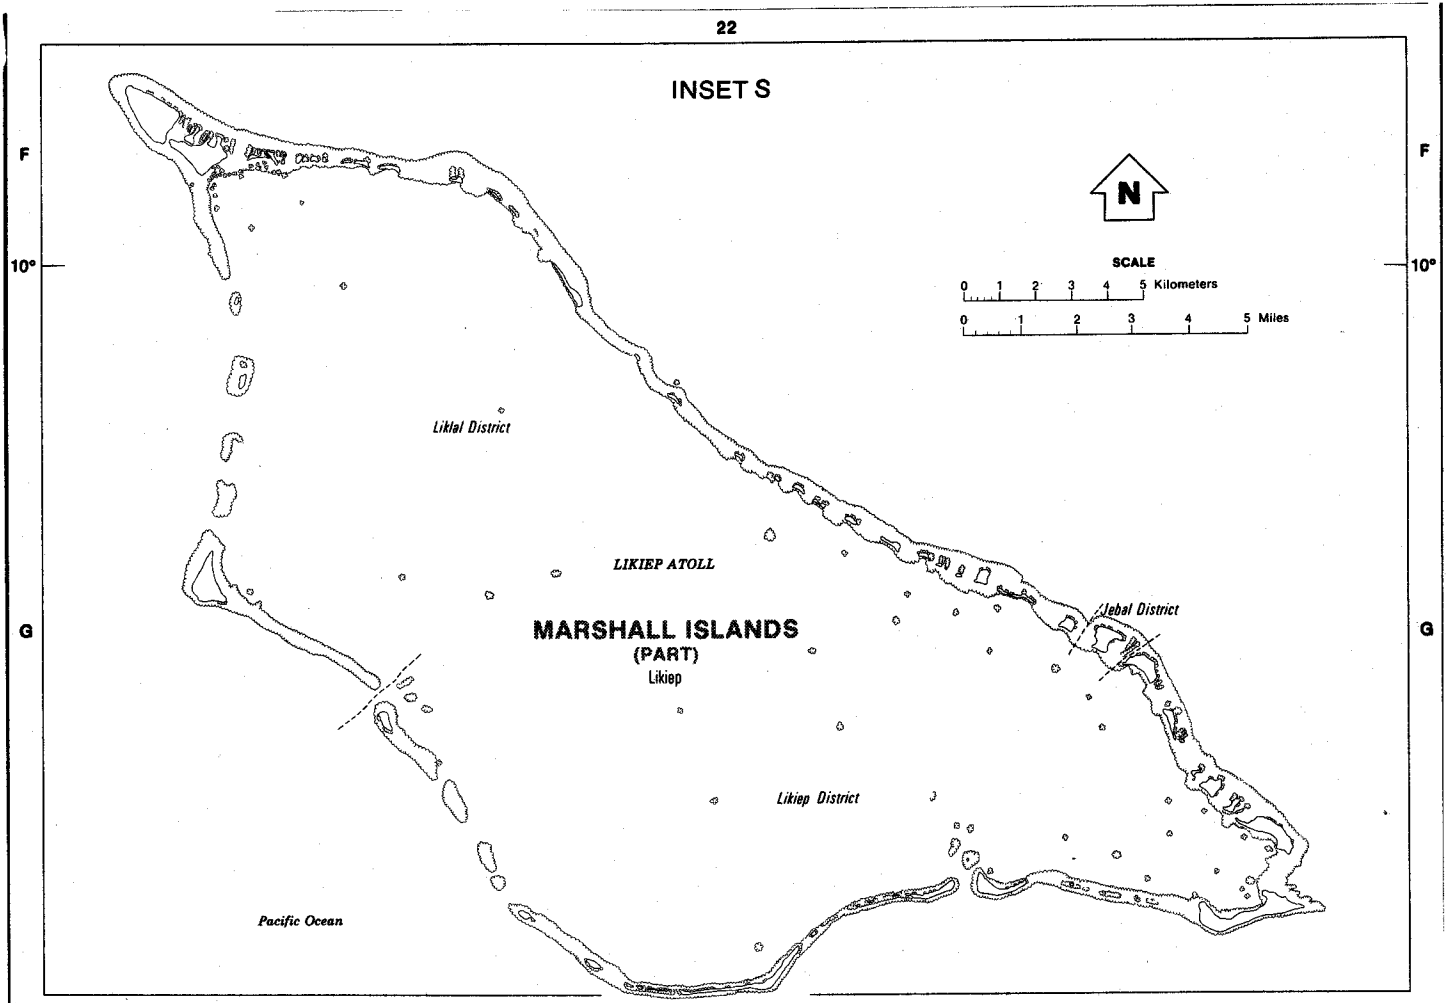 22
INSET S
F
F
N
10°
10°
SCALE
0 1 2 3 4 5 Kilometers
0 1 2 3 4 5 Miles
Liklal District
LIKIEP ATOLL
Jebal District
G
G
MARSHALL ISLANDS
(PART)
Likiep
Likiep District
Pacific Ocean